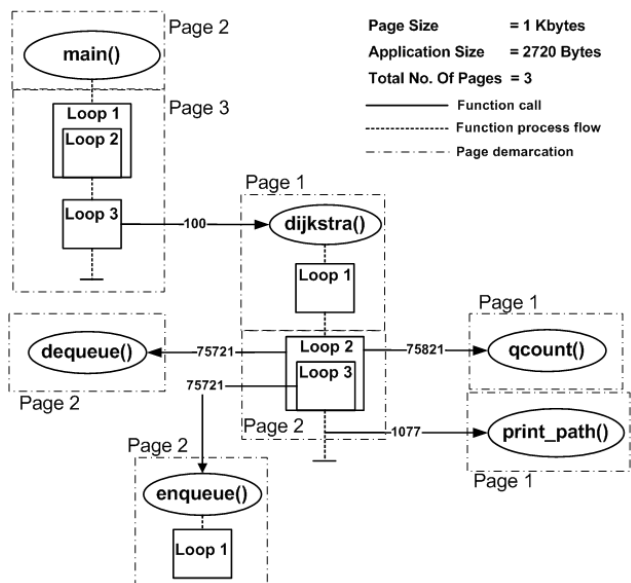 Page 2
main()
Page Size = 1 Kbytes
Application Size = 2720 Bytes
Total No. Of Pages = 3
Function call
Function process flow
Page demarcation
Page 3
Loop 1
Loop 2
Loop 3
100
Page 1
dijkstra()
Loop 1
Page 1
dequeue()
75721
Loop 2
75821
qcount()
75721
Loop 3
Page 2
Page 2
1077
print_path()
Page 2
Page 1
enqueue()
Loop 1